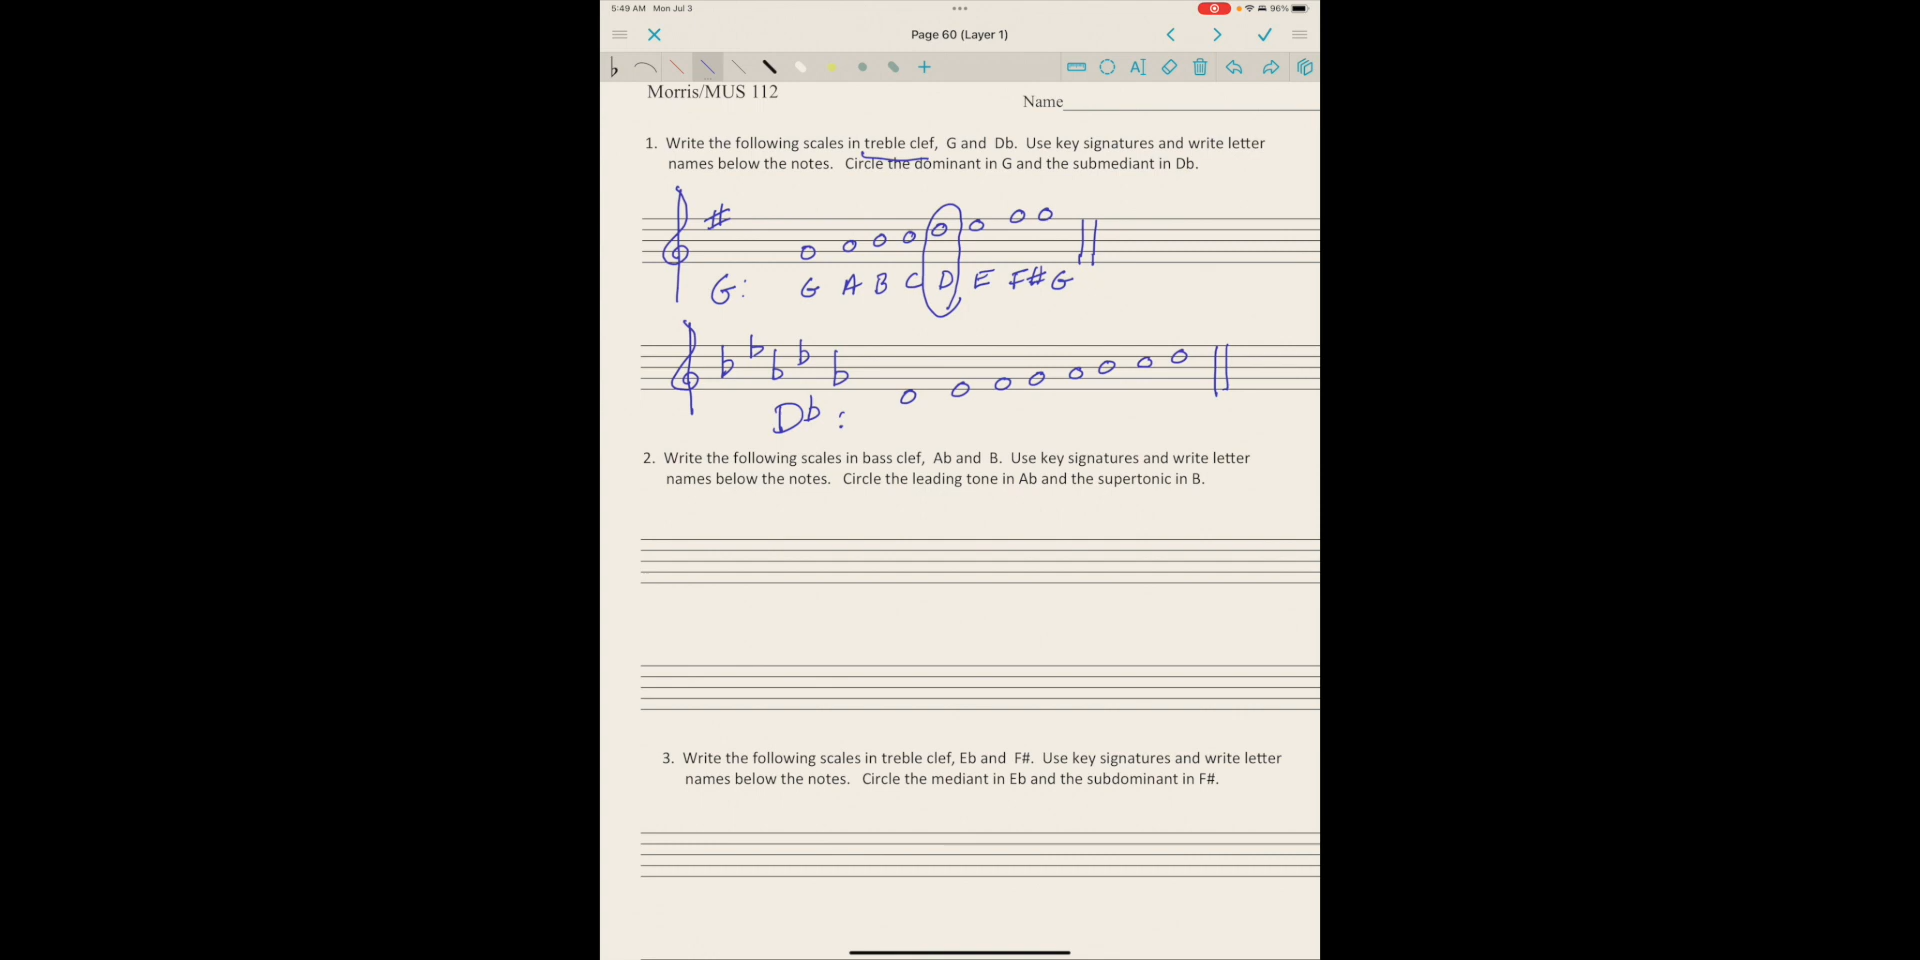 5:49 AM Mon Jul 3
96%
Page 60 (Layer 1)
Morris/MUS 112
Name
1. Write the following scales in treble clef, G and Db. Use key signatures and write letter
names below the notes. Circle the dominant in G and the submediant in Db.
G: G A B C D E F# G
Db:
2. Write the following scales in bass clef, Ab and B. Use key signatures and write letter
names below the notes. Circle the leading tone in Ab and the supertonic in B.
3. Write the following scales in treble clef, Eb and F#. Use key signatures and write letter
names below the notes. Circle the mediant in Eb and the subdominant in F#.